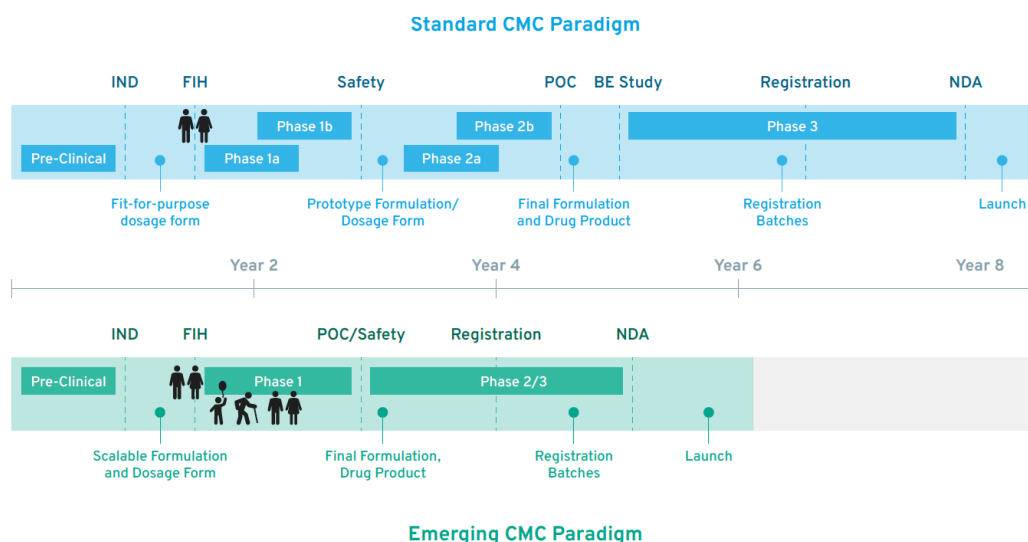 Standard CMC Paradigm
IND FIH Safety POC BE Study Registration NDA
Phase 1b Phase 2b Phase 3
Pre-Clinical Phase 1a Phase 2a
Fit-for-purpose
dosage form
Prototype Formulation/
Dosage Form
Final Formulation
and Drug Product
Registration
Batches
Launch
Year 2 Year 4 Year 6 Year 8
IND FIH POC/Safety Registration NDA
Pre-Clinical Phase 1 Phase 2/3
Scalable Formulation
and Dosage Form
Final Formulation,
Drug Product
Registration
Batches
Launch
Emerging CMC Paradigm